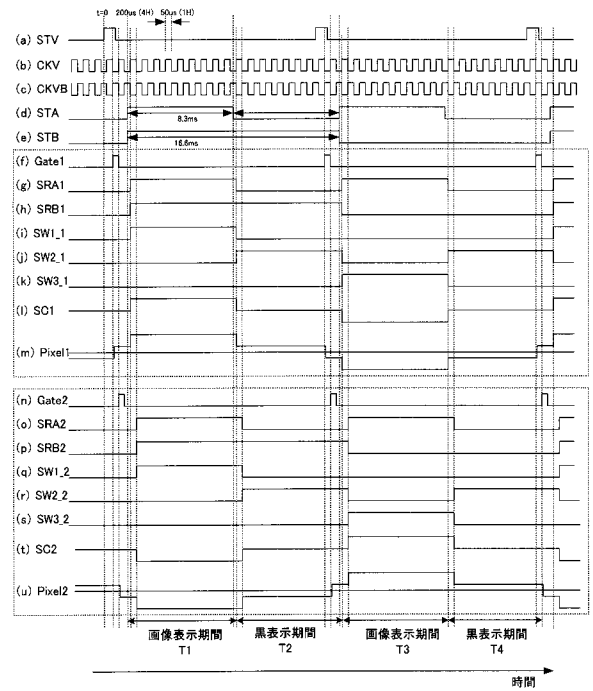 t=0 200μs (4H) 50μs (1H)
(a) STV
(b) CKV
(c) CKVB
(d) STA
8.3ms
(e) STB
16.6ms
(f) Gate1
(g) SRA1
(h) SRB1
(i) SW1_1
(j) SW2_1
(k) SW3_1
(l) SC1
(m) Pixel1
(n) Gate2
(o) SRA2
(p) SRB2
(q) SW1_2
(r) SW2_2
(s) SW3_2
(t) SC2
(u) Pixel2
画像表示期間 黒表示期間 画像表示期間 黒表示期間
T1 T2 T3 T4
時間